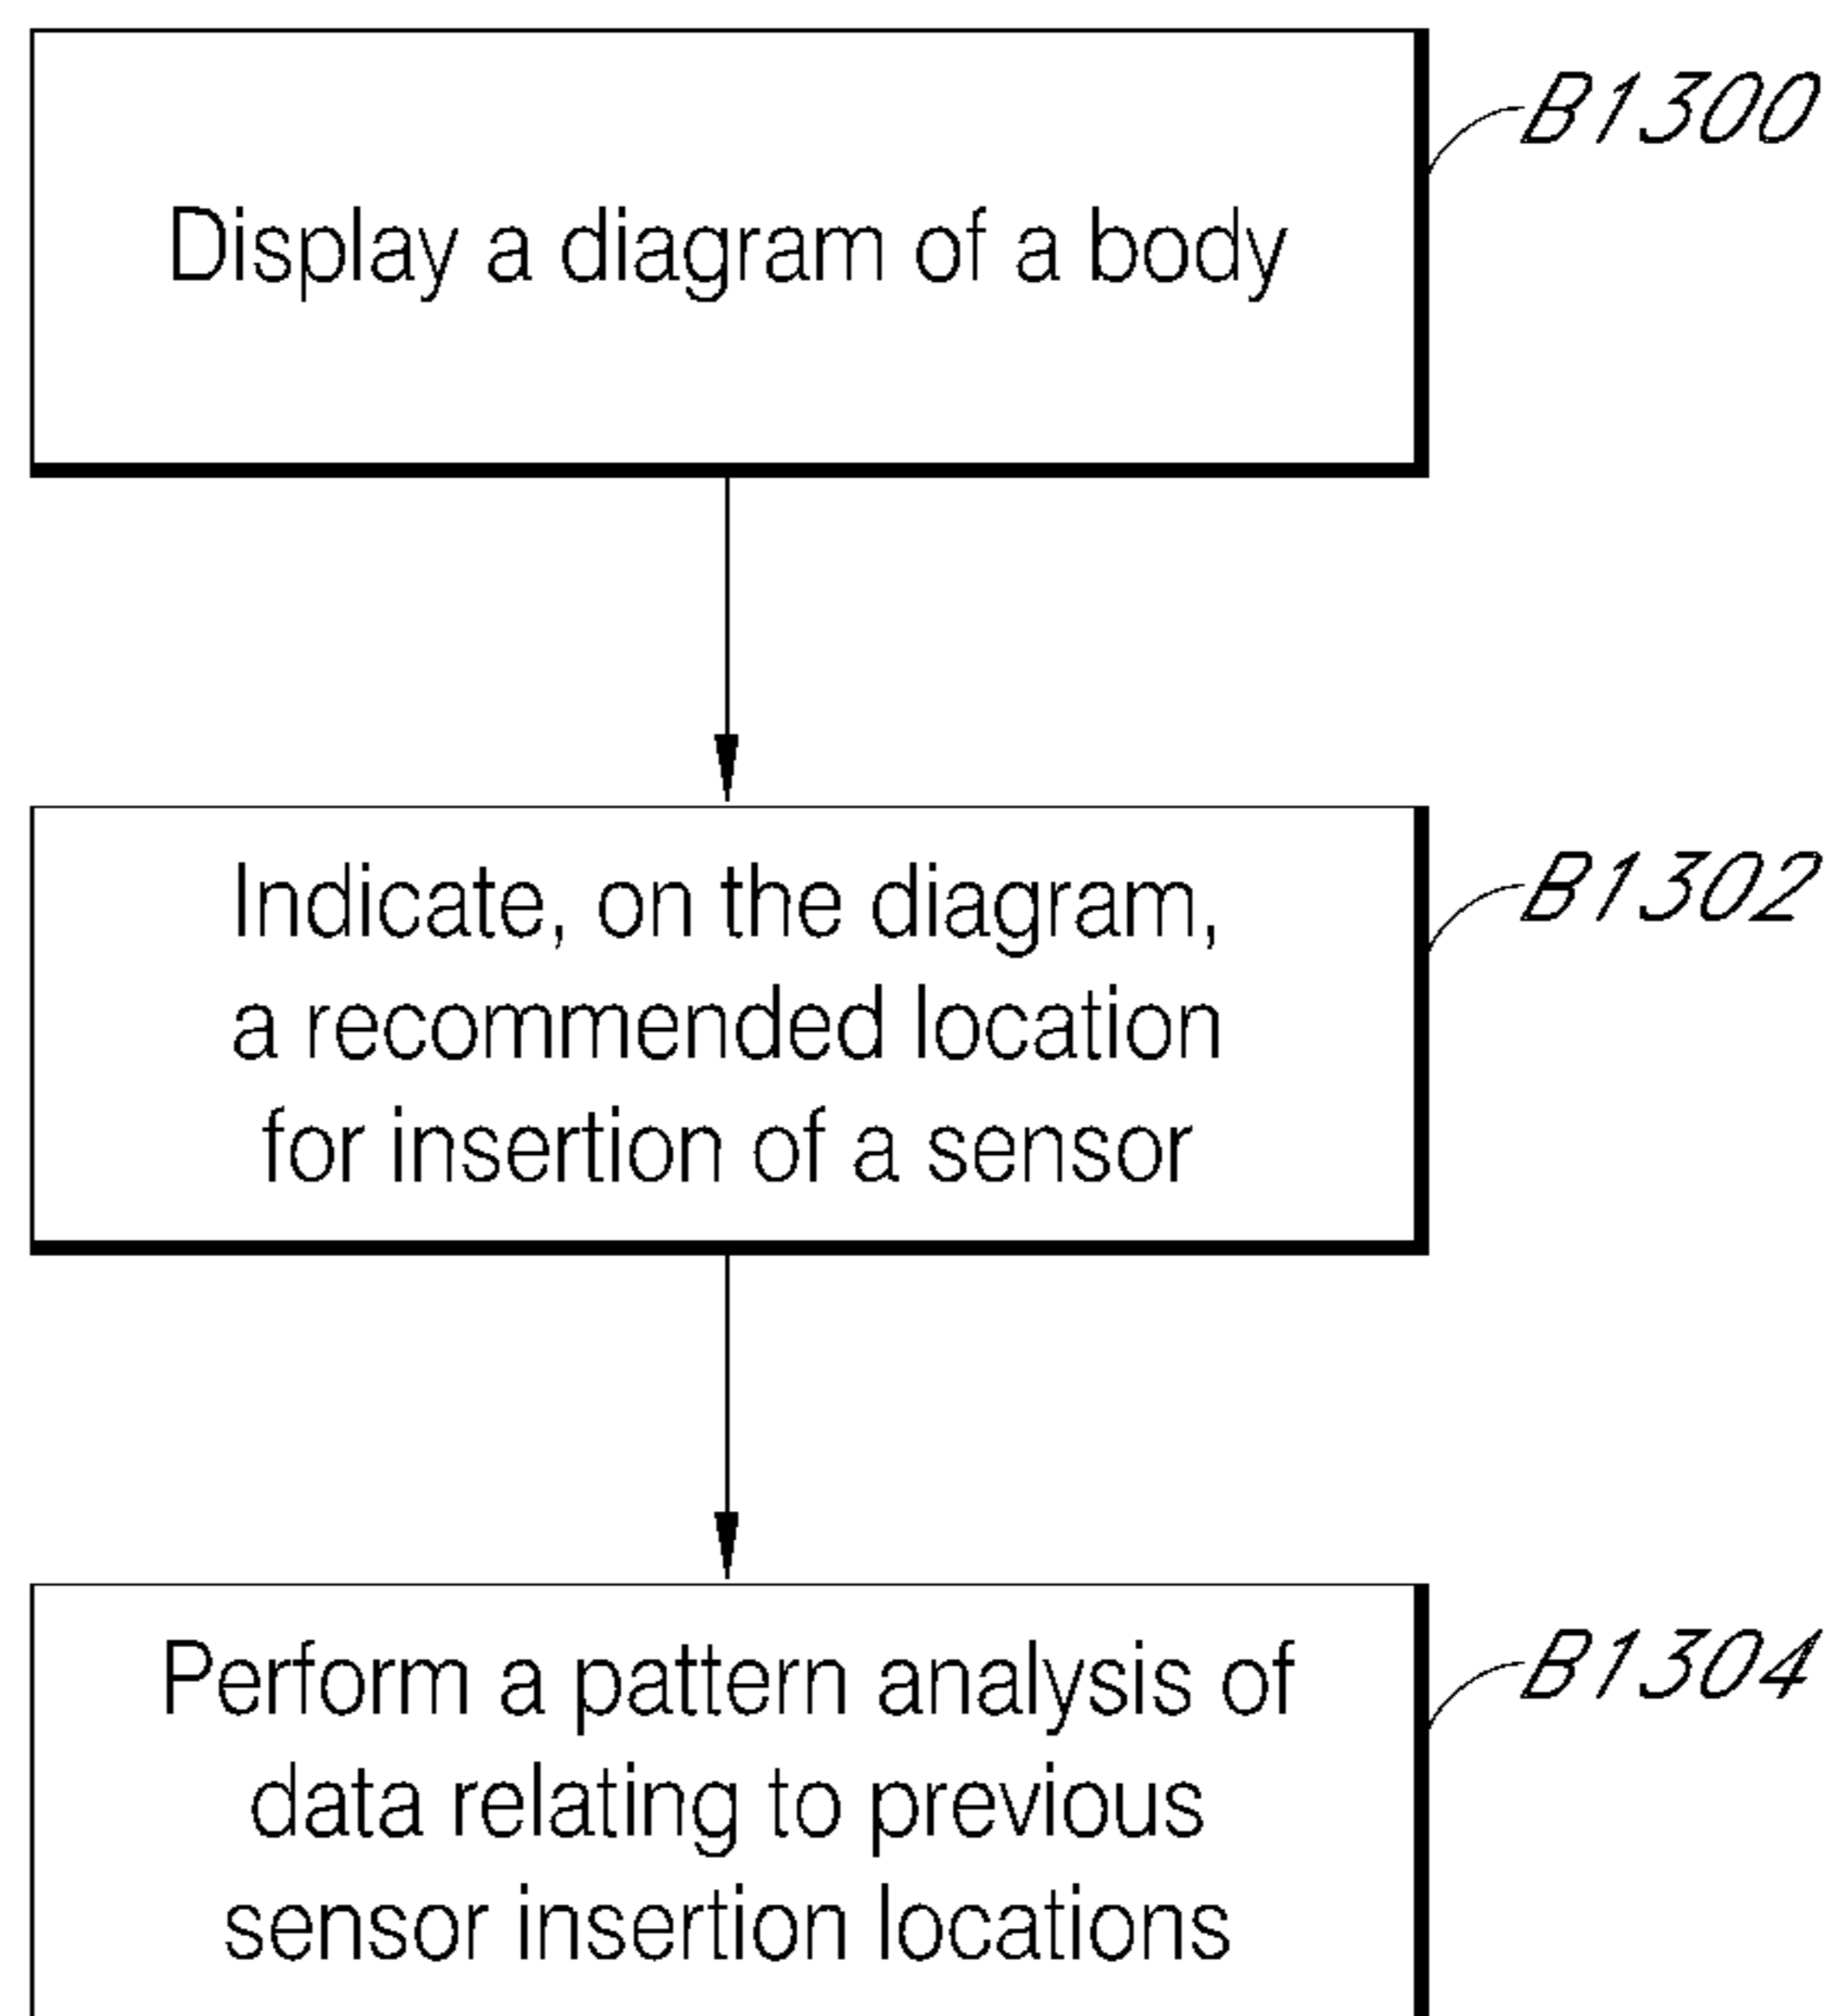 Display a diagram of a body
B1300
Indicate, on the diagram,
a recommended location
for insertion of a sensor
B1302
Perform a pattern analysis of
data relating to previous
sensor insertion locations
B1304